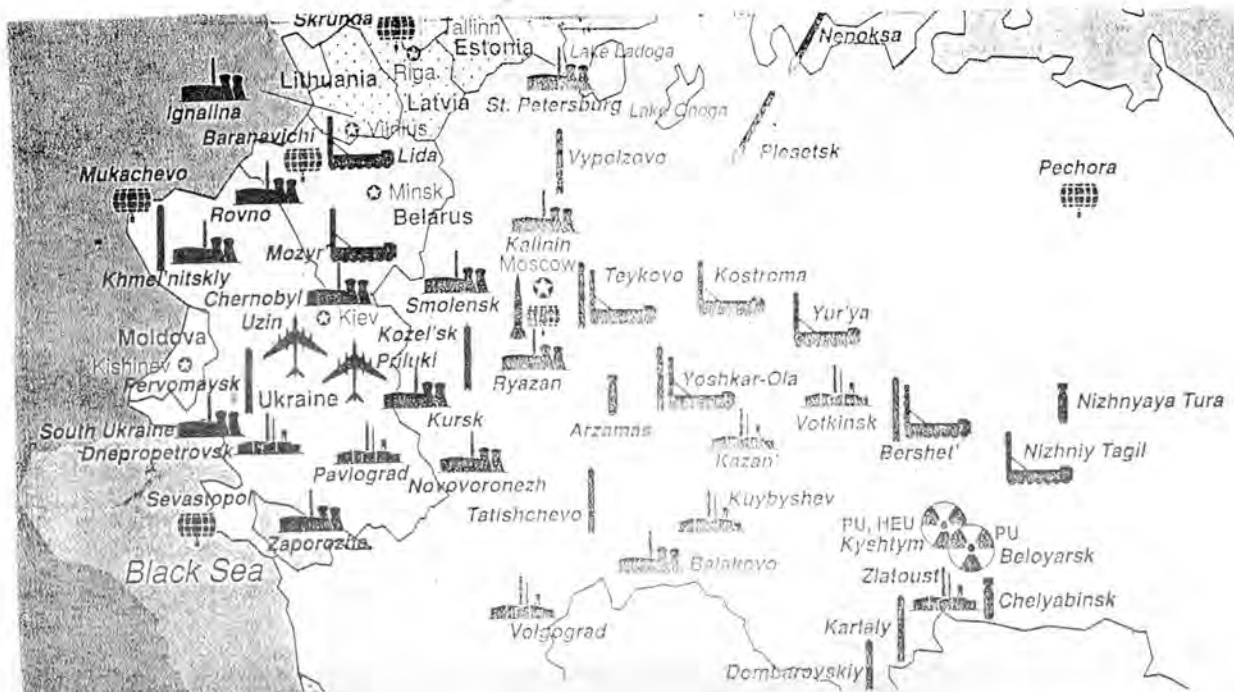 Skrunda
Tallinn
Estonia
Lake Ladoga
Nenoksa
Lithuania
Riga
Latvia
St. Petersburg
Lake Onega
Ignalina
Vilnius
Baranavichi
Lida
Vypolzovo
Plesetsk
Mukachevo
Minsk
Pechora
Rovno
Belarus
Kalinin
Mozyr'
Moscow
Teykovo
Kostroma
Khmel'nitskiy
Chernobyl
Smolensk
Yur'ya
Uzin
Kiev
Kozel'sk
Moldova
Kishinev
Priluki
Ryazan
Yoshkar-Ola
Pervomaysk
Ukraine
Votkinsk
Nizhnyaya Tura
South Ukraine
Kursk
Arzamas
Dnepropetrovsk
Pavlograd
Kazan'
Bershet'
Nizhniy Tagil
Novovoronezh
Sevastopol
Tatishchevo
Kuybyshev
PU, HEU
Kyshtym
PU
Beloyarsk
Zaporozhe
Balakovo
Black Sea
Zlatoust
Chelyabinsk
Volgograd
Kartaly
Dombarovskiy